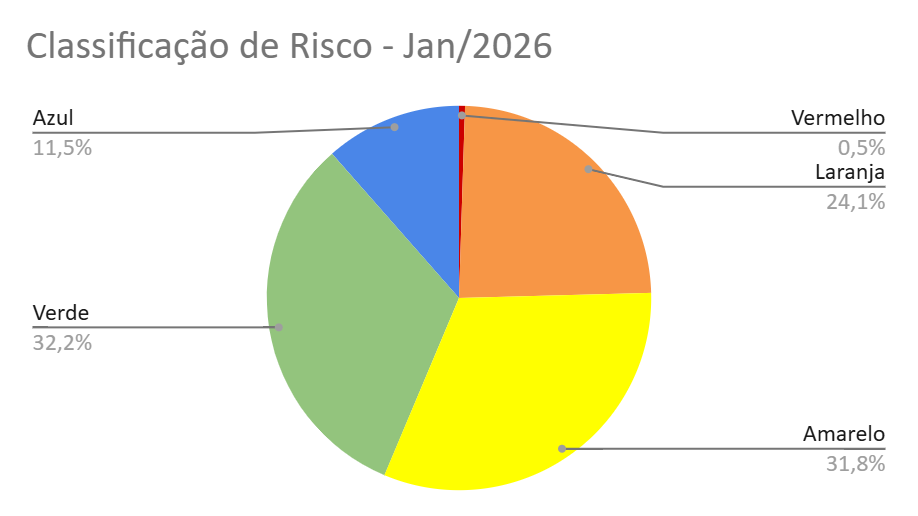 Classificação de Risco - Jan/2026
Azul
11,5%
Vermelho
0,5%
Laranja
24,1%
Verde
32,2%
Amarelo
31,8%